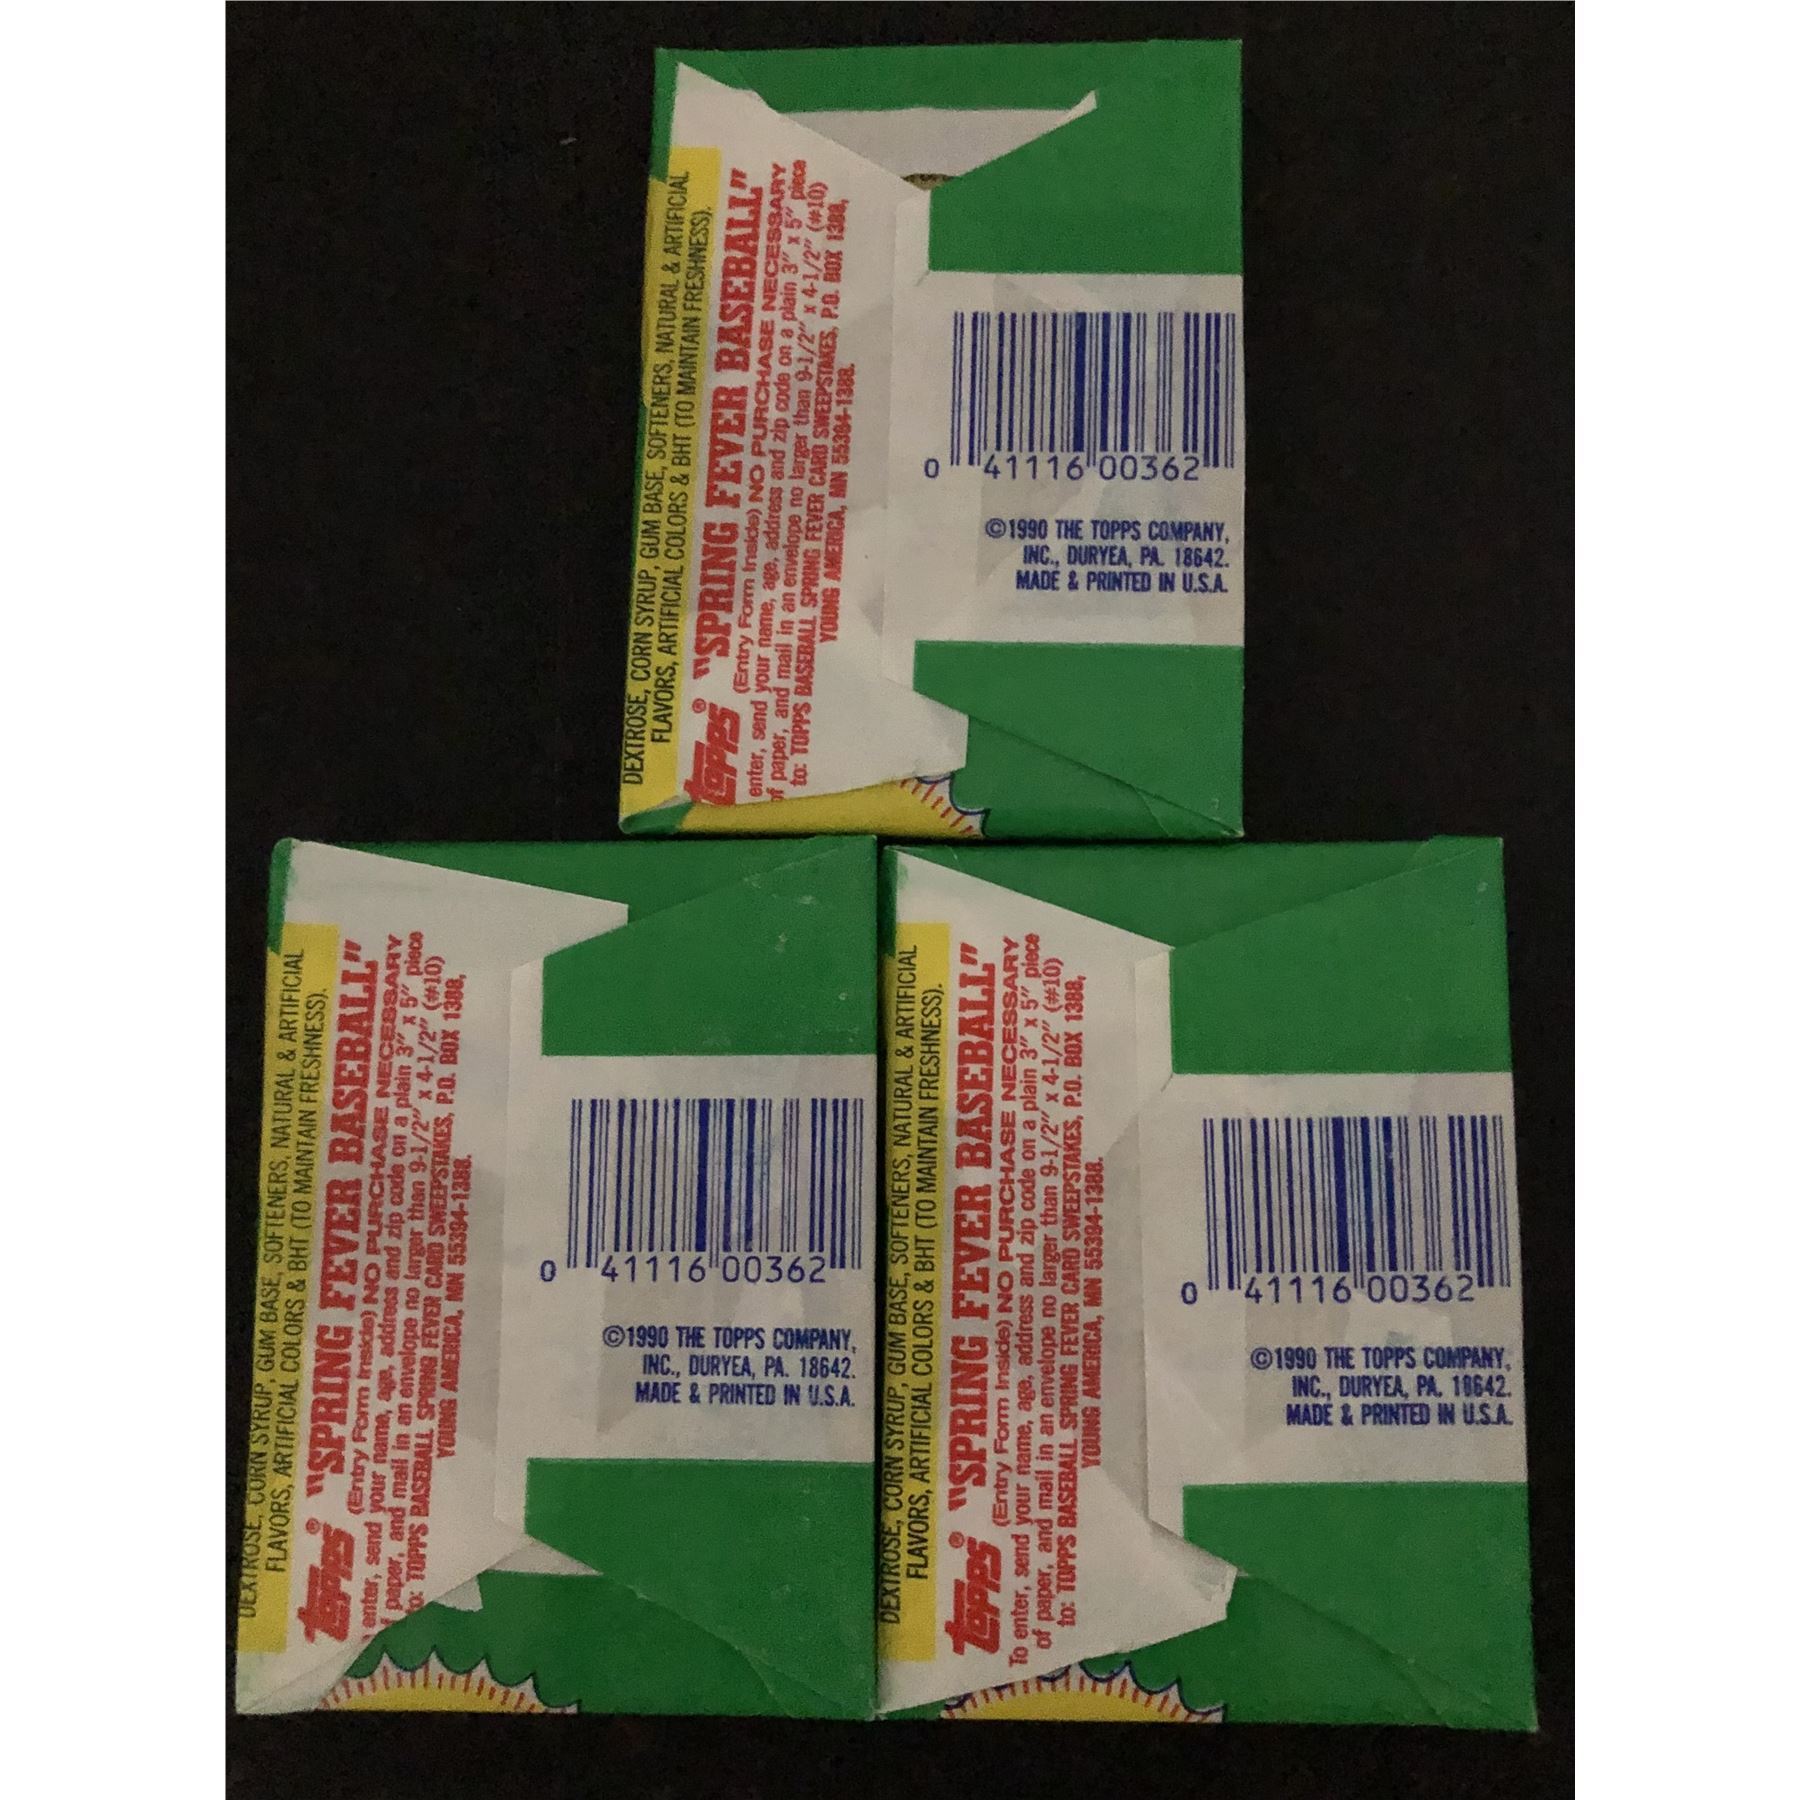 DEXTROSE, CORN SYRUP, GUM BASE, SOFTENERS, NATURAL & ARTIFICIAL
FLAVORS, ARTIFICIAL COLORS & BHT (TO MAINTAIN FRESHNESS).
Topps® "SPRING FEVER BASEBALL"
(Entry Form Inside) NO PURCHASE NECESSARY
enter, send your name, age, address and zip code on a plain 3" x 5" piece
of paper, and mail in an envelope no larger than 9-1/2" x 4-1/2" (#10)
to: TOPPS BASEBALL SPRING FEVER CARD SWEEPSTAKES, P.O. BOX 1388,
YOUNG AMERICA, MN 55394-1388.
0 41116 00362
©1990 THE TOPPS COMPANY,
INC., DURYEA, PA. 18642.
MADE & PRINTED IN U.S.A.
DEXTROSE, CORN SYRUP, GUM BASE, SOFTENERS, NATURAL & ARTIFICIAL
FLAVORS, ARTIFICIAL COLORS & BHT (TO MAINTAIN FRESHNESS).
Topps® "SPRING FEVER BASEBALL"
(Entry Form Inside) NO PURCHASE NECESSARY
enter, send your name, age, address and zip code on a plain 3" x 5" piece
paper, and mail in an envelope no larger than 9-1/2" x 4-1/2" (#10)
to: TOPPS BASEBALL SPRING FEVER CARD SWEEPSTAKES, P.O. BOX 1388,
YOUNG AMERICA, MN 55394-1388.
0 41116 00362
©1990 THE TOPPS COMPANY,
INC., DURYEA, PA. 18642.
MADE & PRINTED IN U.S.A.
DEXTROSE, CORN SYRUP, GUM BASE, SOFTENERS, NATURAL & ARTIFICIAL
FLAVORS, ARTIFICIAL COLORS & BHT (TO MAINTAIN FRESHNESS).
Topps® "SPRING FEVER BASEBALL"
(Entry Form Inside) NO PURCHASE NECESSARY
To enter, send your name, age, address and zip code on a plain 3" x 5" piece
of paper, and mail in an envelope no larger than 9-1/2" x 4-1/2" (#10)
to: TOPPS BASEBALL SPRING FEVER CARD SWEEPSTAKES, P.O. BOX 1388,
YOUNG AMERICA, MN 55394-1388.
0 41116 00362
©1990 THE TOPPS COMPANY,
INC., DURYEA, PA. 18642.
MADE & PRINTED IN U.S.A.